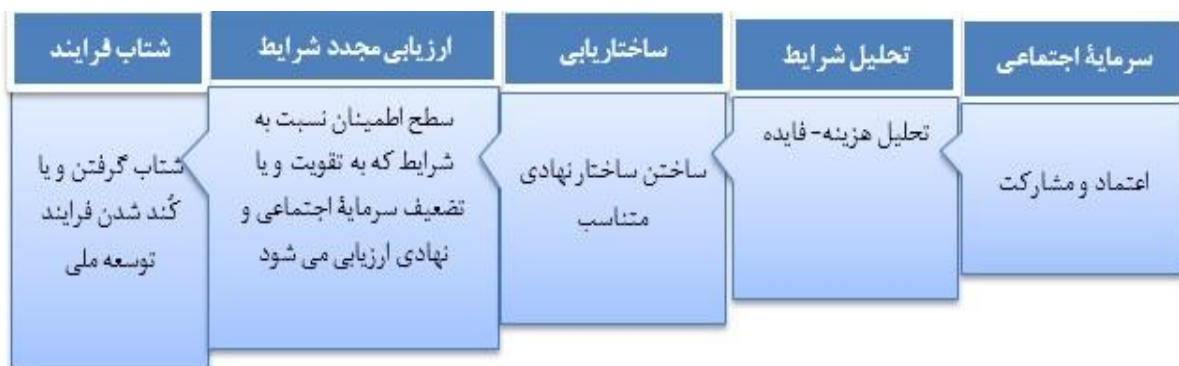 سرمایۀ اجتماعی
اعتماد و مشارکت
تحلیل شرایط
تحلیل هزینه- فایده
ساختاریابی
ساختن ساختار نهادی
متناسب
ارزیابی مجدد شرایط
سطح اطمینان نسبت به
شرایط که به تقویت و یا
تضعیف سرمایۀ اجتماعی و
نهادی ارزیابی می شود
شتاب فرایند
شتاب گرفتن و یا
کُند شدن فرایند
توسعه ملی